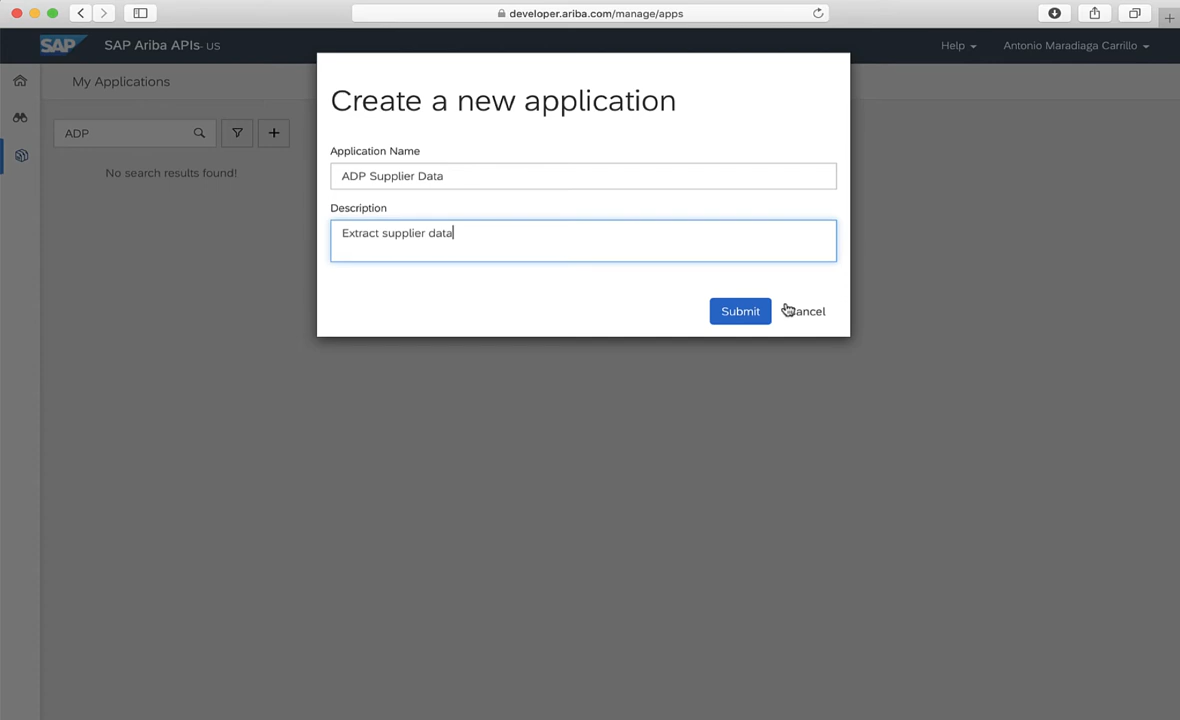 developer.ariba.com/manage/apps
SAP SAP Ariba APIs - US
Help
Antonio Maradiaga Carrillo
My Applications
ADP
No search results found!
Create a new application
Application Name
ADP Supplier Data
Description
Extract supplier data
Submit
Cancel